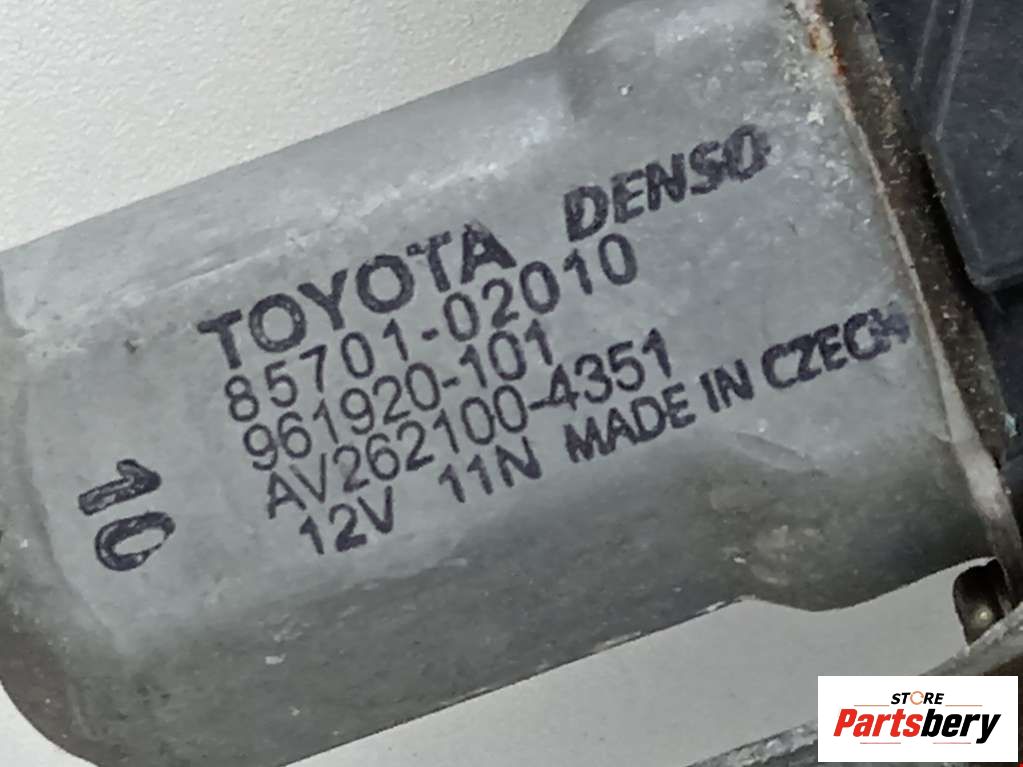 TOYOTA DENSO
85701-02010
961920-101
AV262100-4351
12V 11N MADE IN CZECH
10
STORE
Partsbery